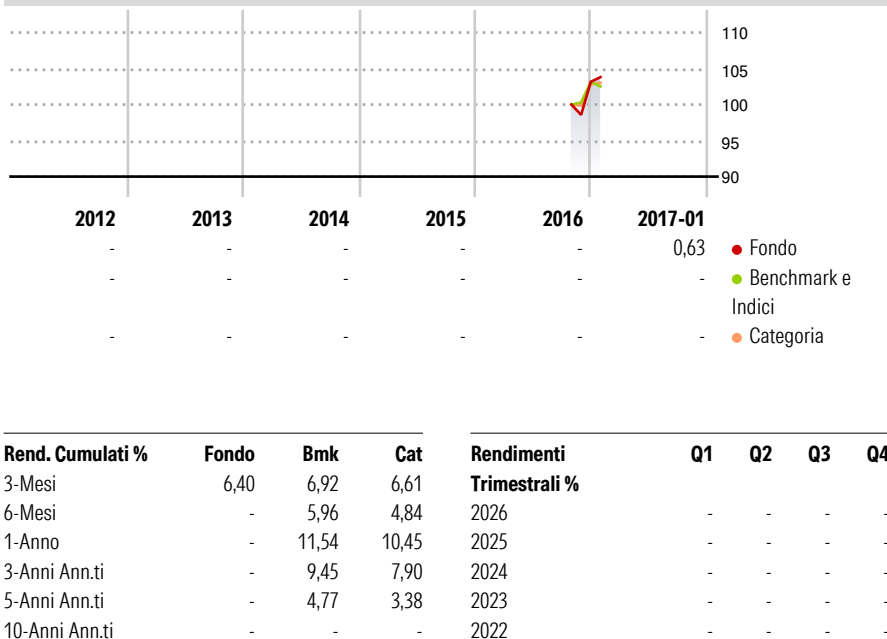 110
105
100
95
90
2012 2013 2014 2015 2016 2017-01
- - - - - 0,63 Fondo
- - - - - - Benchmark e
Indici
- - - - - - Categoria
Rend. Cumulati % Fondo Bmk Cat
3-Mesi 6,40 6,92 6,61
6-Mesi - 5,96 4,84
1-Anno - 11,54 10,45
3-Anni Ann.ti - 9,45 7,90
5-Anni Ann.ti - 4,77 3,38
10-Anni Ann.ti - - -
Rendimenti Q1 Q2 Q3 Q4
Trimestrali %
2026 - - - -
2025 - - - -
2024 - - - -
2023 - - - -
2022 - - - -